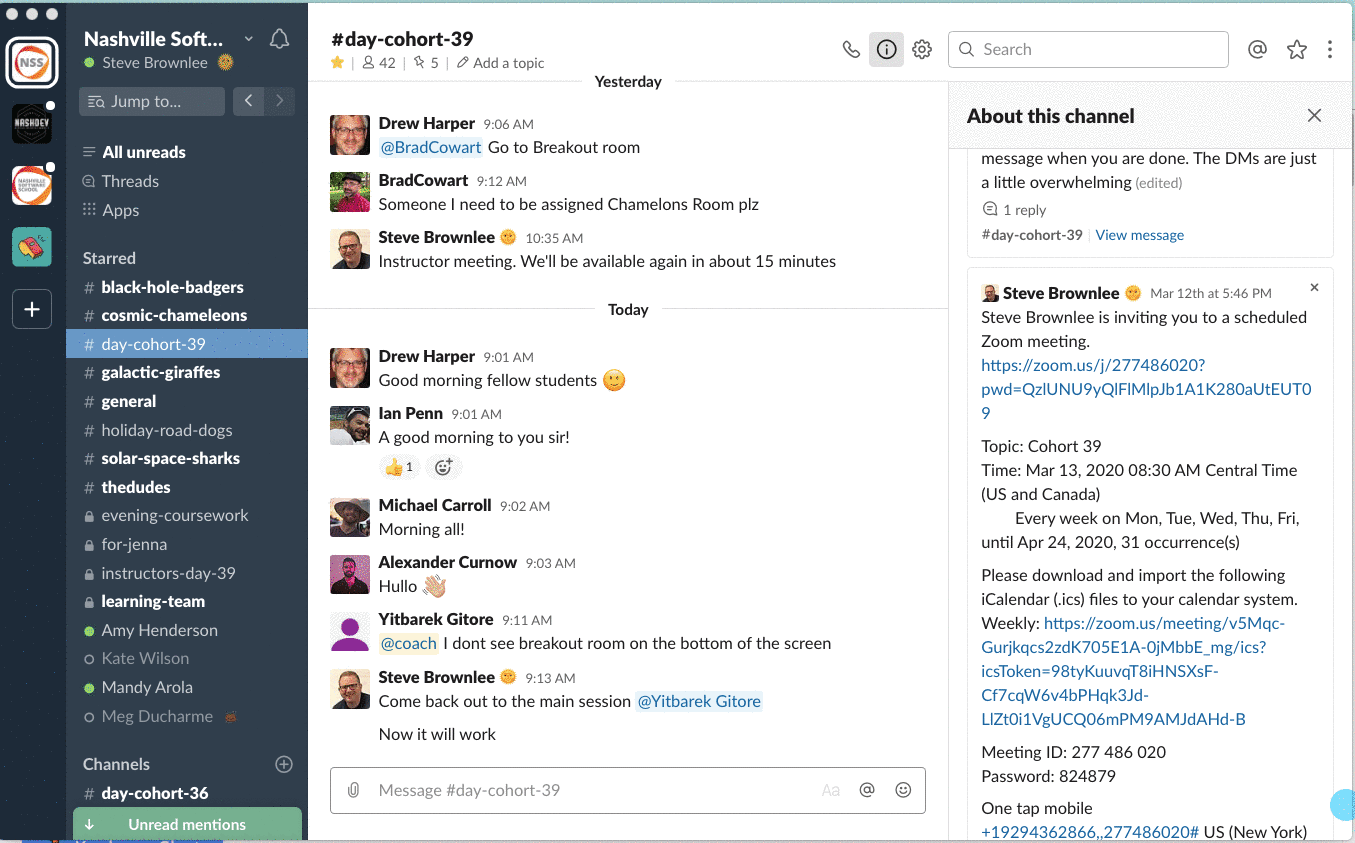 NSS
NASHDEV
NASHVILLE
SOFTWARE
SCHOOL
Nashville Soft...
Steve Brownlee
Jump to...
All unreads
Threads
Apps
Starred
# black-hole-badgers
# cosmic-chameleons
# day-cohort-39
# galactic-giraffes
# general
# holiday-road-dogs
# solar-space-sharks
# thedudes
evening-coursework
for-jenna
instructors-day-39
learning-team
Amy Henderson
Kate Wilson
Mandy Arola
Meg Ducharme
Channels
# day-cohort-36
↓ Unread mentions
#day-cohort-39
| 42 | 5 | Add a topic
Search
Yesterday
Drew Harper 9:06 AM
@BradCowart Go to Breakout room
BradCowart 9:12 AM
Someone I need to be assigned Chamelons Room plz
Steve Brownlee 10:35 AM
Instructor meeting. We'll be available again in about 15 minutes
Today
Drew Harper 9:01 AM
Good morning fellow students
Ian Penn 9:01 AM
A good morning to you sir!
1
Michael Carroll 9:02 AM
Morning all!
Alexander Curnow 9:03 AM
Hullo
Yitbarek Gitore 9:11 AM
@coach I dont see breakout room on the bottom of the screen
Steve Brownlee 9:13 AM
Come back out to the main session @Yitbarek Gitore
Now it will work
Message #day-cohort-39 Aa @
About this channel
message when you are done. The DMs are just
a little overwhelming (edited)
1 reply
#day-cohort-39 | View message
Steve Brownlee Mar 12th at 5:46 PM
Steve Brownlee is inviting you to a scheduled
Zoom meeting.
https://zoom.us/j/277486020?
pwd=QzlUNU9yQlFlMlpJb1A1K280aUtEUT0
9
Topic: Cohort 39
Time: Mar 13, 2020 08:30 AM Central Time
(US and Canada)
Every week on Mon, Tue, Wed, Thu, Fri,
until Apr 24, 2020, 31 occurrence(s)
Please download and import the following
iCalendar (.ics) files to your calendar system.
Weekly: https://zoom.us/meeting/v5Mqc-
Gurjkqcs2zdK705E1A-0jMbbE_mg/ics?
icsToken=98tyKuuvqT8iHNSXsF-
Cf7cqW6v4bPHqk3Jd-
LlZt0i1VgUCQ06mPM9AMJdAHd-B
Meeting ID: 277 486 020
Password: 824879
One tap mobile
+19294362866,,277486020# US (New York)